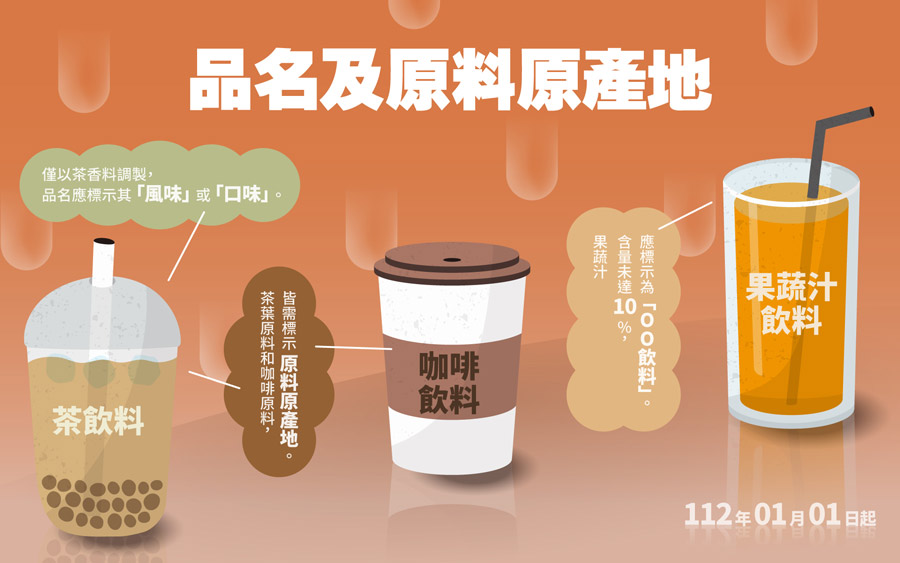 品名及原料原產地
僅以茶香料調製,
品名應標示其「風味」或「口味」。
茶飲料
茶葉原料和咖啡原料,
皆需標示原料原產地。
咖啡
飲料
果蔬汁
含量未達10%,
應標示為「OO飲料」。
果蔬汁
飲料
112年01月01日起